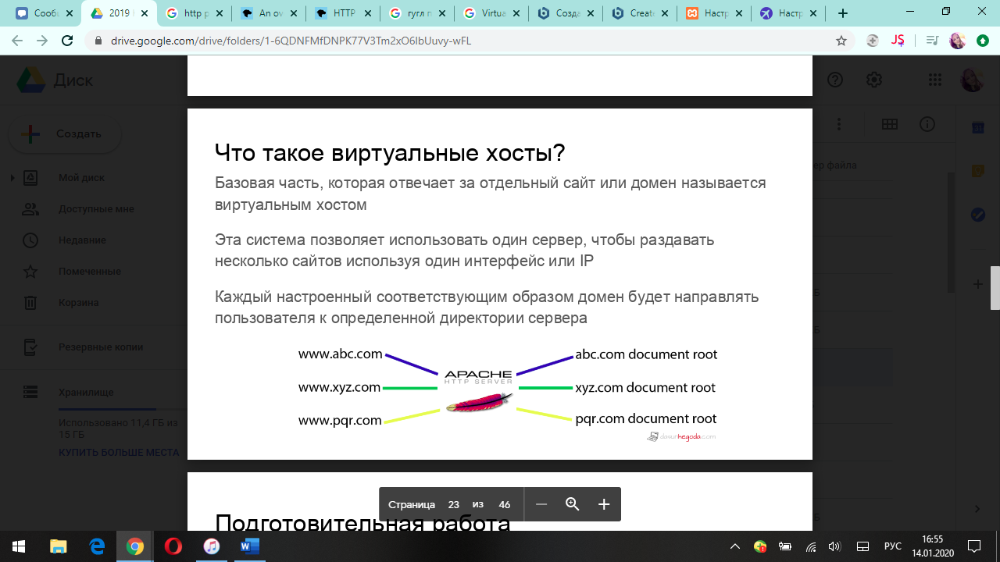 Сообщ
2019 H
http p
An ov
HTTP
гугл п
Virtua
Созда
Create
Настр
Настр
drive.google.com/drive/folders/1-6QDNFMfDNPK77V3Tm2xO6IbUuvy-wFL
JS
Диск
Создать
Мой диск
Доступные мне
Недавние
Помеченные
Корзина
Резервные копии
Хранилище
Использовано 11,4 ГБ из
15 ГБ
КУПИТЬ БОЛЬШЕ МЕСТА
ер файла
31
Что такое виртуальные хосты?
Базовая часть, которая отвечает за отдельный сайт или домен называется
виртуальным хостом
Эта система позволяет использовать один сервер, чтобы раздавать
несколько сайтов используя один интерфейс или IP
Каждый настроенный соответствующим образом домен будет направлять
пользователя к определенной директории сервера
www.abc.com
www.xyz.com
www.pqr.com
APACHE
HTTP SERVER
abc.com document root
xyz.com document root
pqr.com document root
Страница 23 из 46
Подготовительная работа
РУС
16:55
14.01.2020